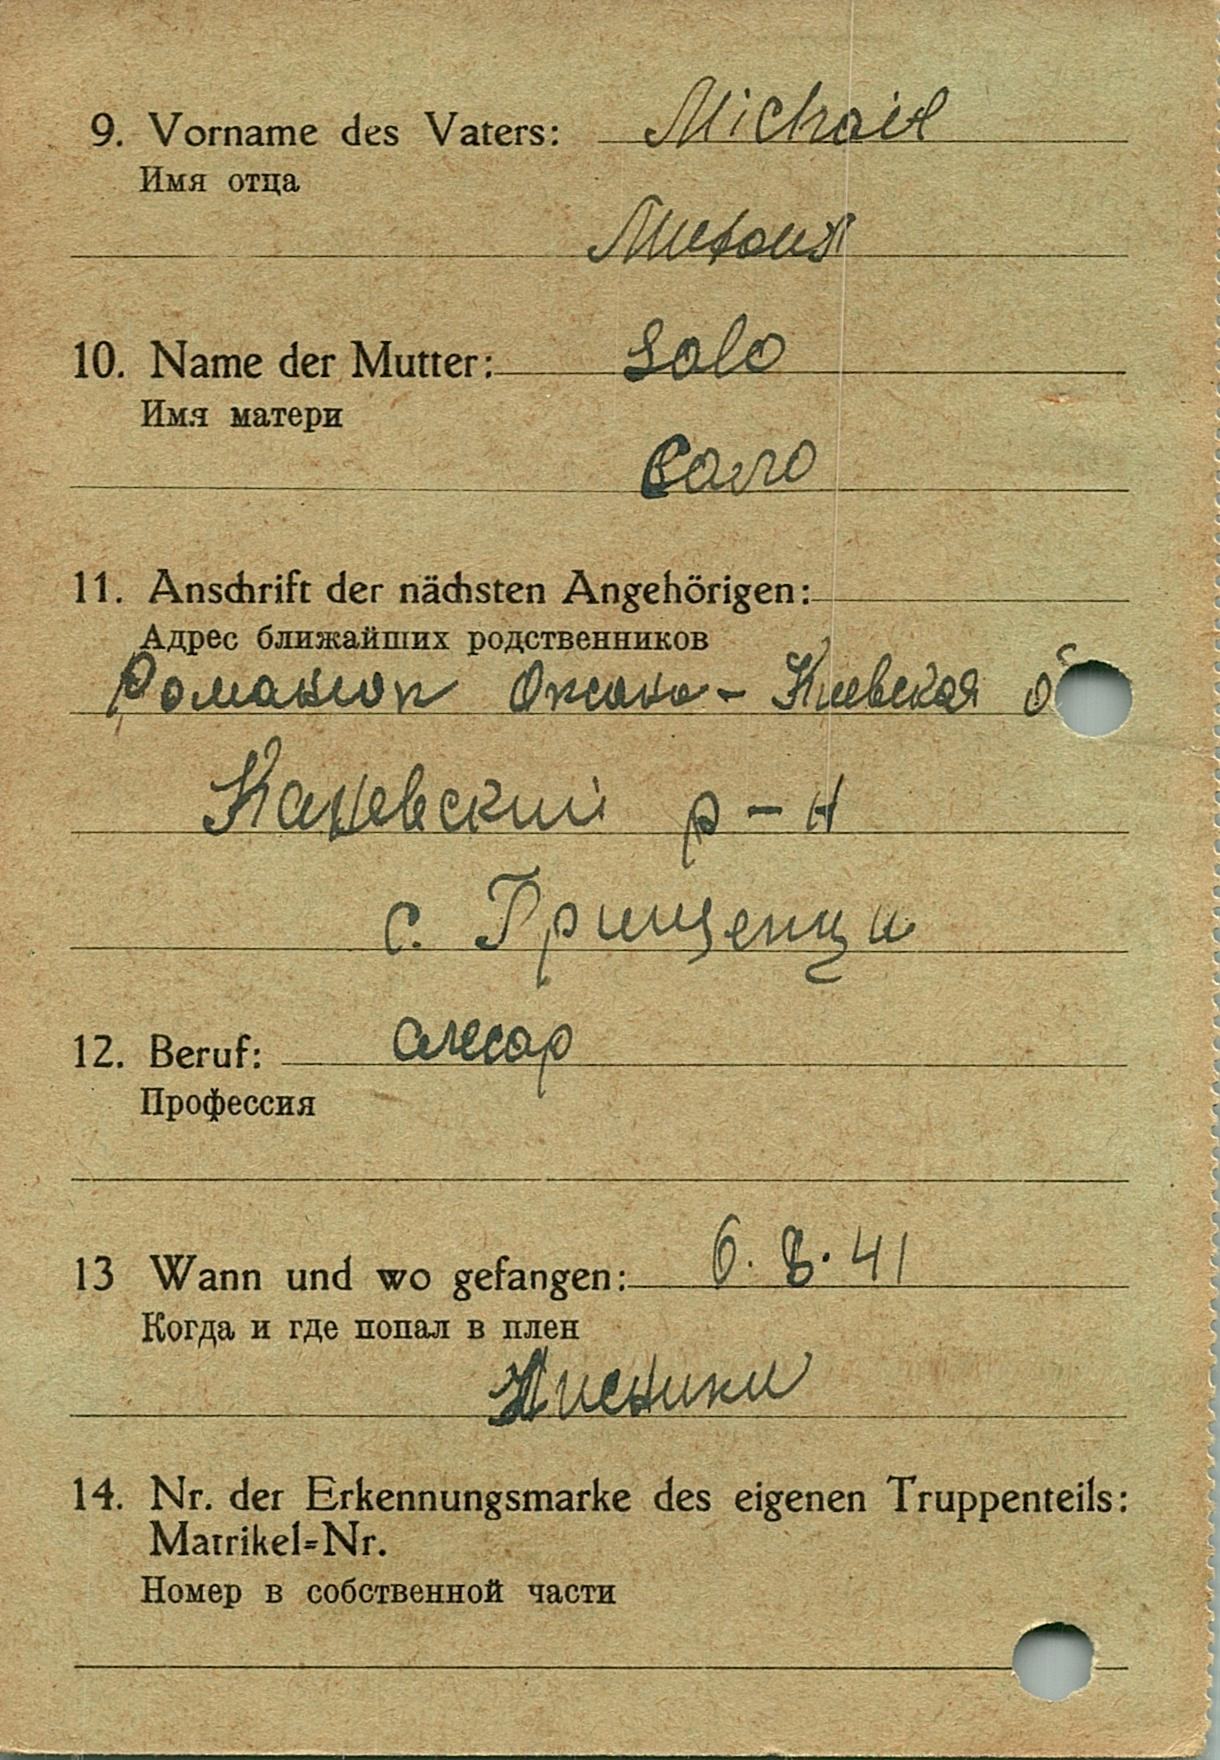 9. Vorname des Vaters: Michail
Имя отца
Михаил
10. Name der Mutter: Solo
Имя матери
Соло
11. Anschrift der nächsten Angehörigen:
Адрес ближайших родственников
Романюк Оксана - Киевская об
Каневский р-н
с. Грищенци
12. Beruf: слесар
Профессия
13 Wann und wo gefangen: 6. 8. 41
Когда и где попал в плен
14. Nr. der Erkennungsmarke des eigenen Truppenteils:
Matrikel=Nr.
Номер в собственной части